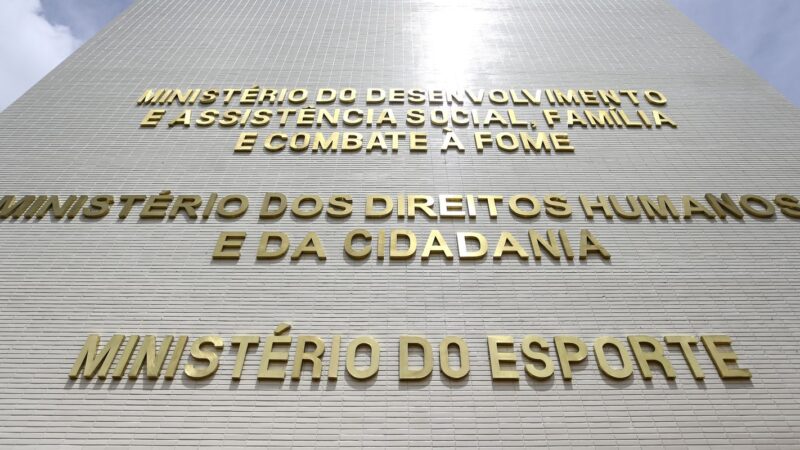 MINISTÉRIO DO DESENVOLVIMENTO
E ASSISTÊNCIA SOCIAL, FAMÍLIA
E COMBATE À FOME
MINISTÉRIO DOS DIREITOS HUMANOS
E DA CIDADANIA
MINISTÉRIO DO ESPORTE